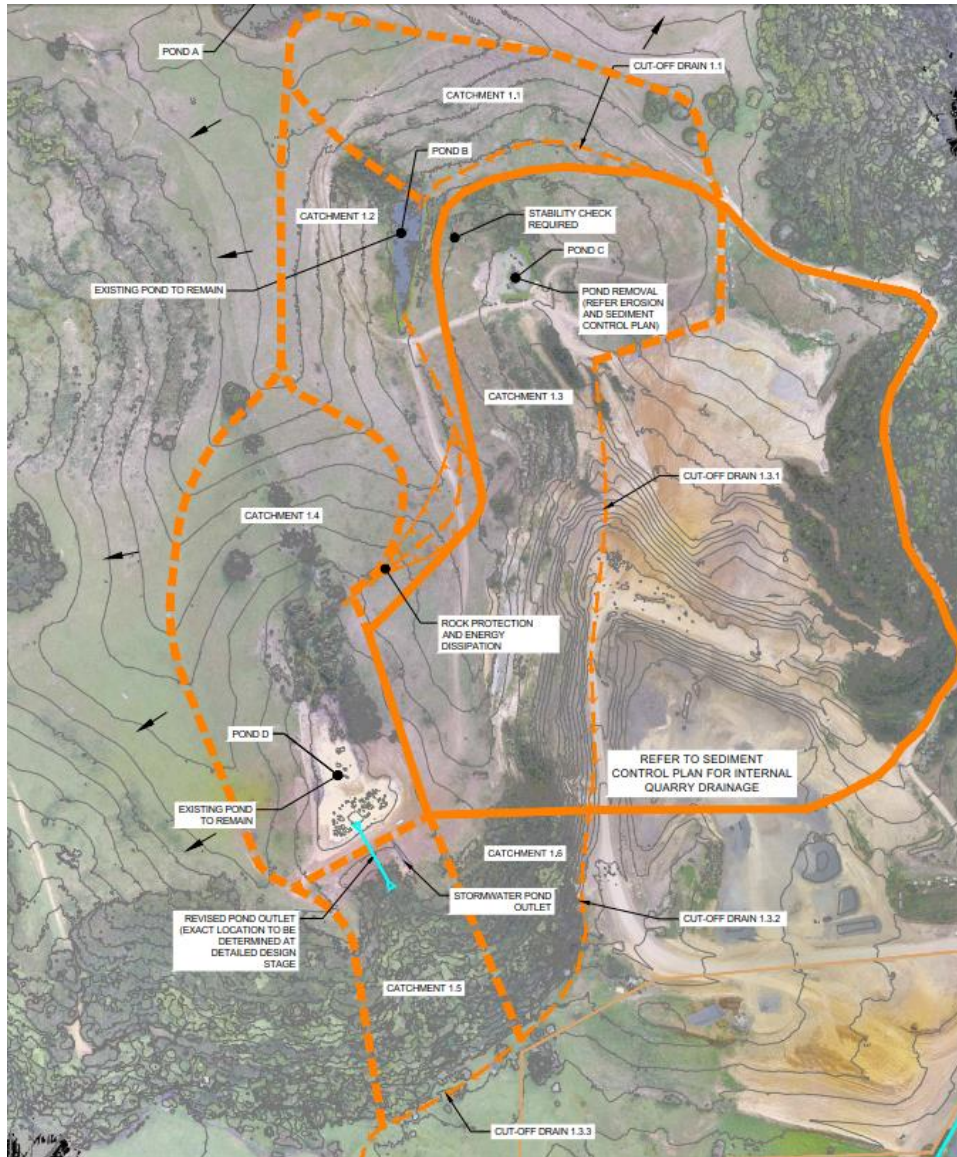 POND A
CUT-OFF DRAIN 1.1
CATCHMENT 1.1
POND B
CATCHMENT 1.2
STABILITY CHECK
REQUIRED
POND C
EXISTING POND TO REMAIN
POND REMOVAL
(REFER EROSION
AND SEDIMENT
CONTROL PLAN)
CATCHMENT 1.3
CUT-OFF DRAIN 1.3.1
CATCHMENT 1.4
ROCK PROTECTION
AND ENERGY
DISSIPATION
POND D
REFER TO SEDIMENT
CONTROL PLAN FOR INTERNAL
QUARRY DRAINAGE
EXISTING POND
TO REMAIN
CATCHMENT 1.6
STORMWATER POND
OUTLET
REVISED POND OUTLET
(EXACT LOCATION TO BE
DETERMINED AT
DETAILED DESIGN
STAGE
CUT-OFF DRAIN 1.3.2
CATCHMENT 1.5
CUT-OFF DRAIN 1.3.3